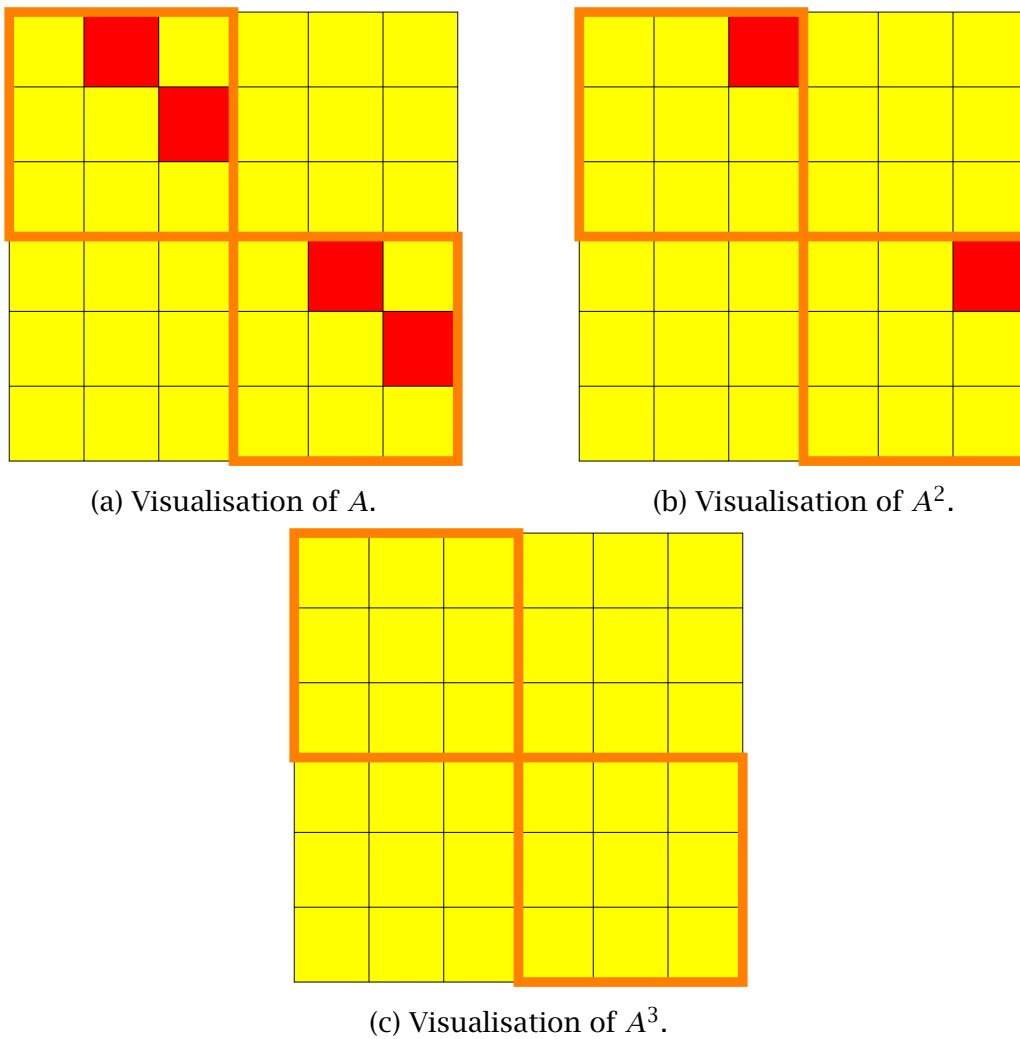 (a) Visualisation of A.
(b) Visualisation of A².
(c) Visualisation of A³.